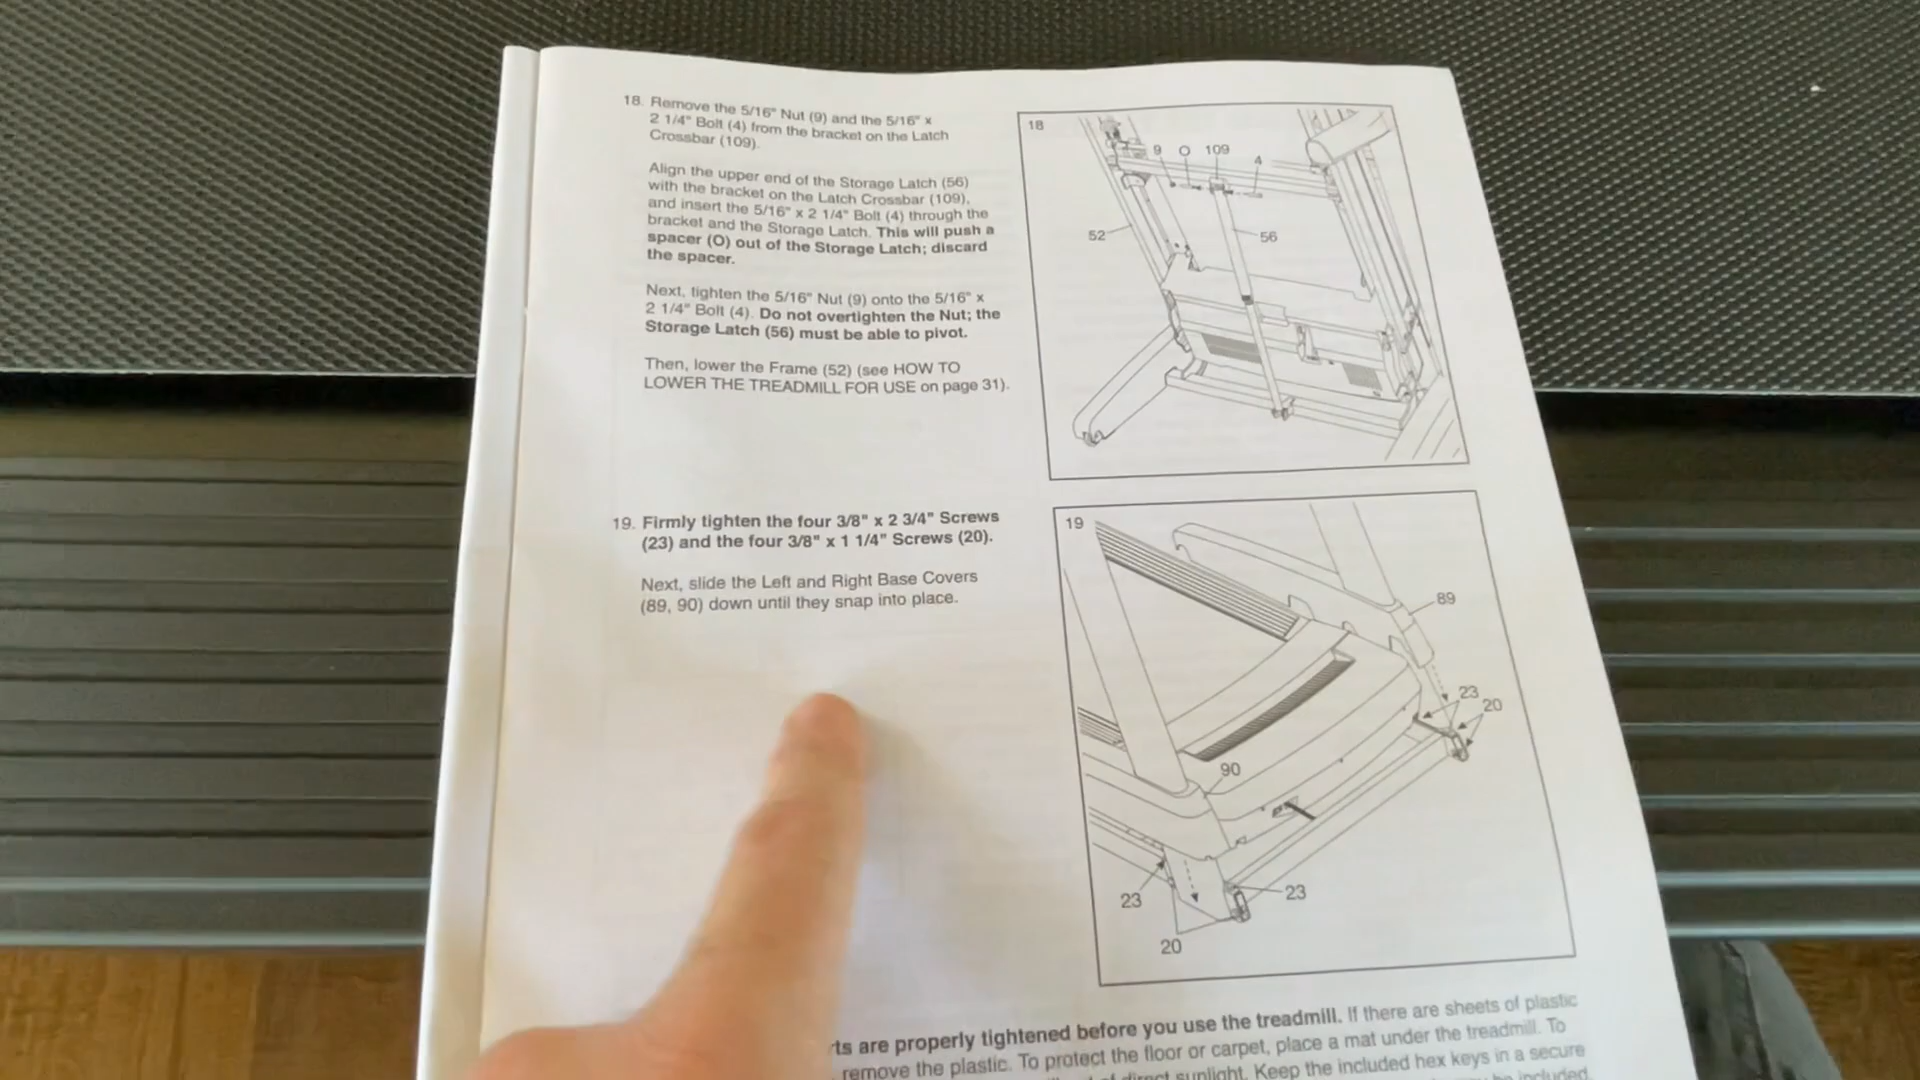 18. Remove the 5/16" Nut (9) and the 5/16" x
2 1/4" Bolt (4) from the bracket on the Latch
Crossbar (109).
Align the upper end of the Storage Latch (56)
with the bracket on the Latch Crossbar (109),
and insert the 5/16" x 2 1/4" Bolt (4) through the
bracket and the Storage Latch. This will push a
spacer (O) out of the Storage Latch; discard
the spacer.
Next, tighten the 5/16" Nut (9) onto the 5/16" x
2 1/4" Bolt (4). Do not overtighten the Nut; the
Storage Latch (56) must be able to pivot.
Then, lower the Frame (52) (see HOW TO
LOWER THE TREADMILL FOR USE on page 31).
18
9 O 109 4
52
56
19. Firmly tighten the four 3/8" x 2 3/4" Screws
(23) and the four 3/8" x 1 1/4" Screws (20).
Next, slide the Left and Right Base Covers
(89, 90) down until they snap into place.
19
89
23
20
90
23
23
20
are properly tightened before you use the treadmill. If there are sheets of plastic
remove the plastic. To protect the floor or carpet, place a mat under the treadmill. To
direct sunlight. Keep the included hex keys in a secure
included